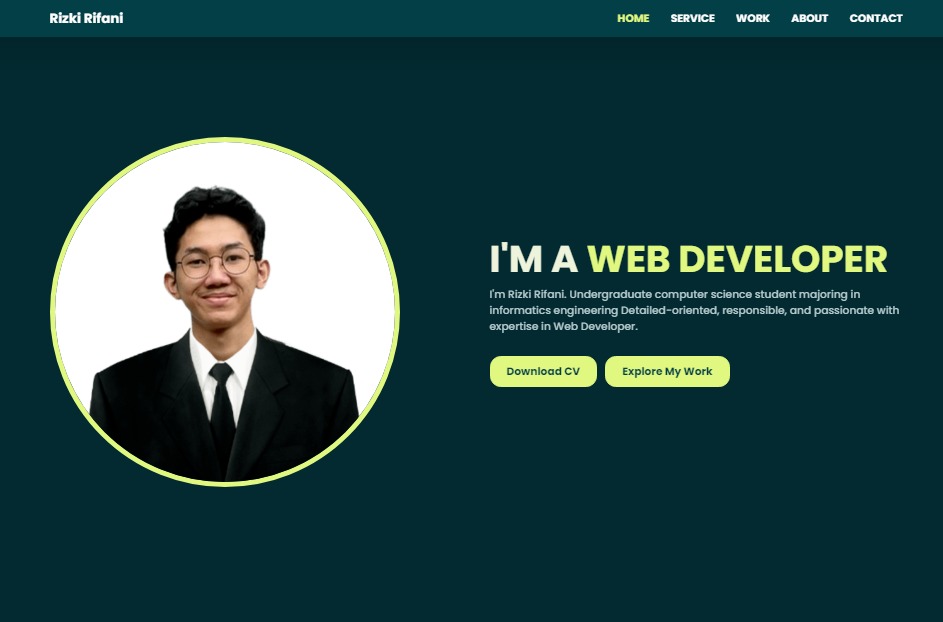 Rizki Rifani
HOME SERVICE WORK ABOUT CONTACT
I'M A WEB DEVELOPER
I'm Rizki Rifani. Undergraduate computer science student majoring in
informatics engineering Detailed-oriented, responsible, and passionate with
expertise in Web Developer.
Download CV Explore My Work